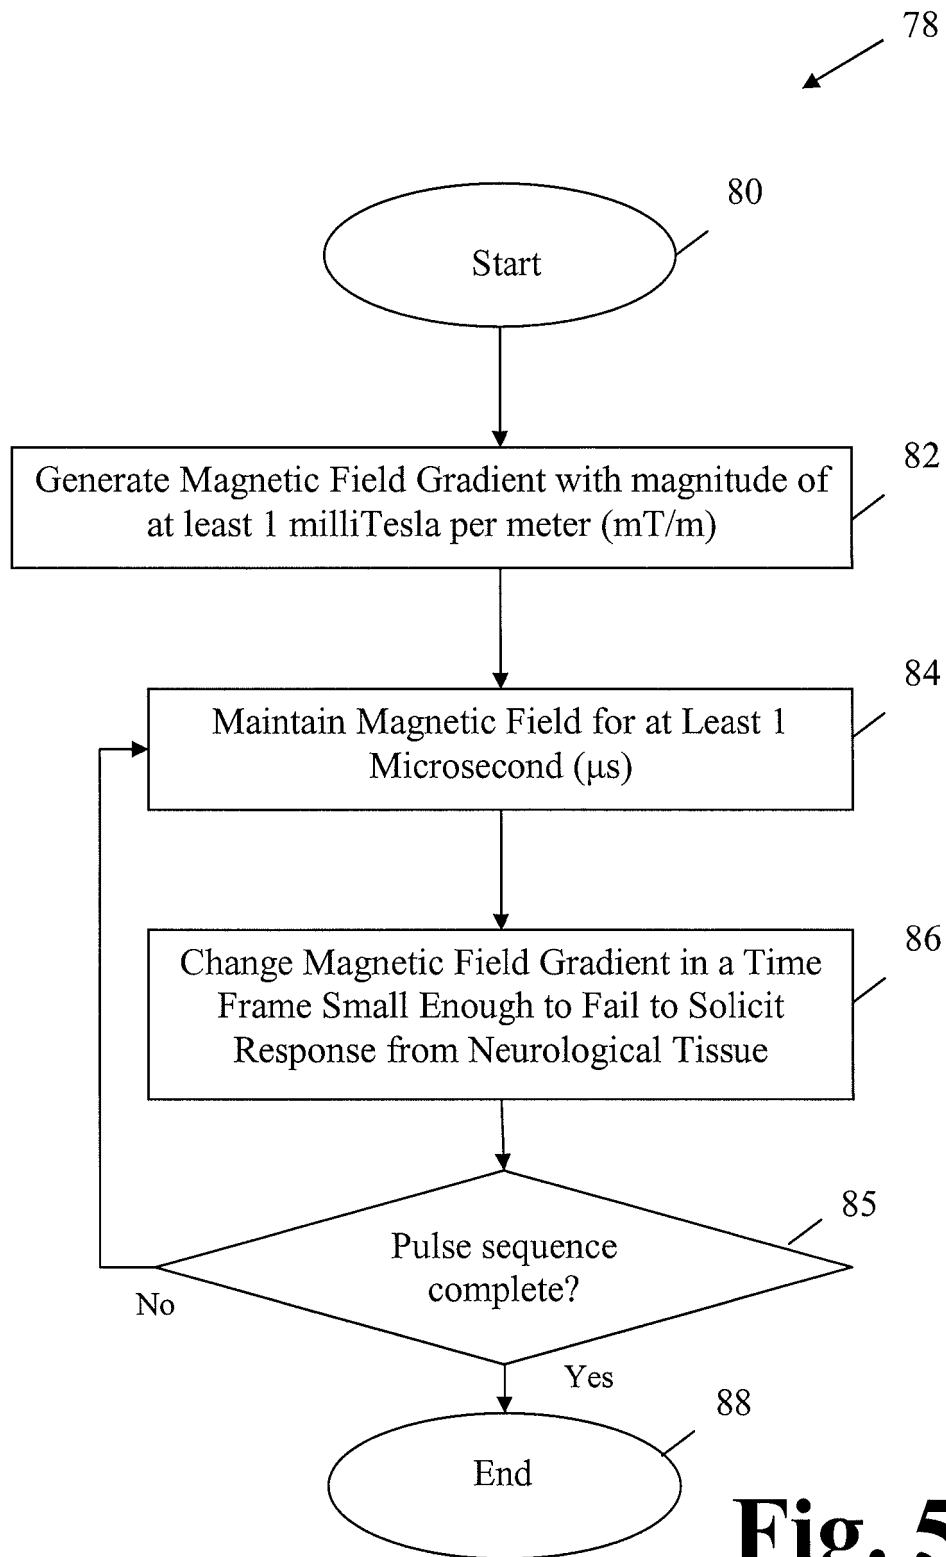 78
80
Start
82
Generate Magnetic Field Gradient with magnitude of
at least 1 milliTesla per meter (mT/m)
84
Maintain Magnetic Field for at Least 1
Microsecond (μs)
86
Change Magnetic Field Gradient in a Time
Frame Small Enough to Fail to Solicit
Response from Neurological Tissue
85
Pulse sequence
complete?
No
Yes
88
End
Fig. 5